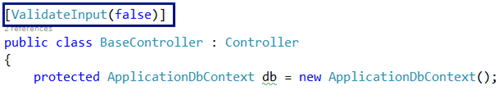 [ValidateInput(false)]
2 references
public class BaseController : Controller
{
protected ApplicationDbContext db = new ApplicationDbContext();